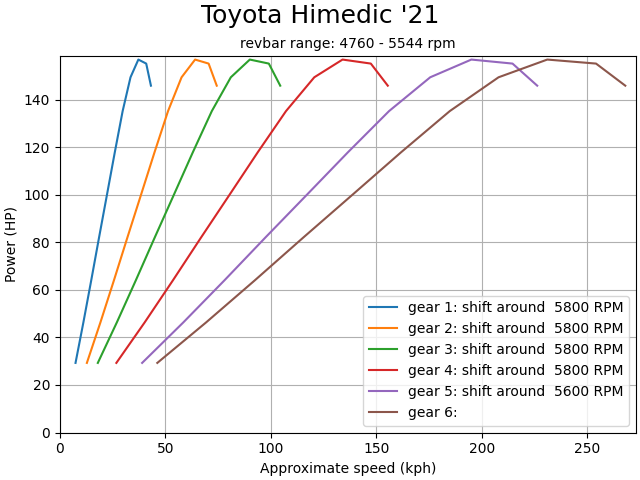 Toyota Himedic '21
revbar range: 4760 - 5544 rpm
Power (HP)
140
120
100
80
60
40
20
0
gear 1: shift around  5800 RPM
gear 2: shift around  5800 RPM
gear 3: shift around  5800 RPM
gear 4: shift around  5800 RPM
gear 5: shift around  5600 RPM
gear 6:
0 50 100 150 200 250
Approximate speed (kph)